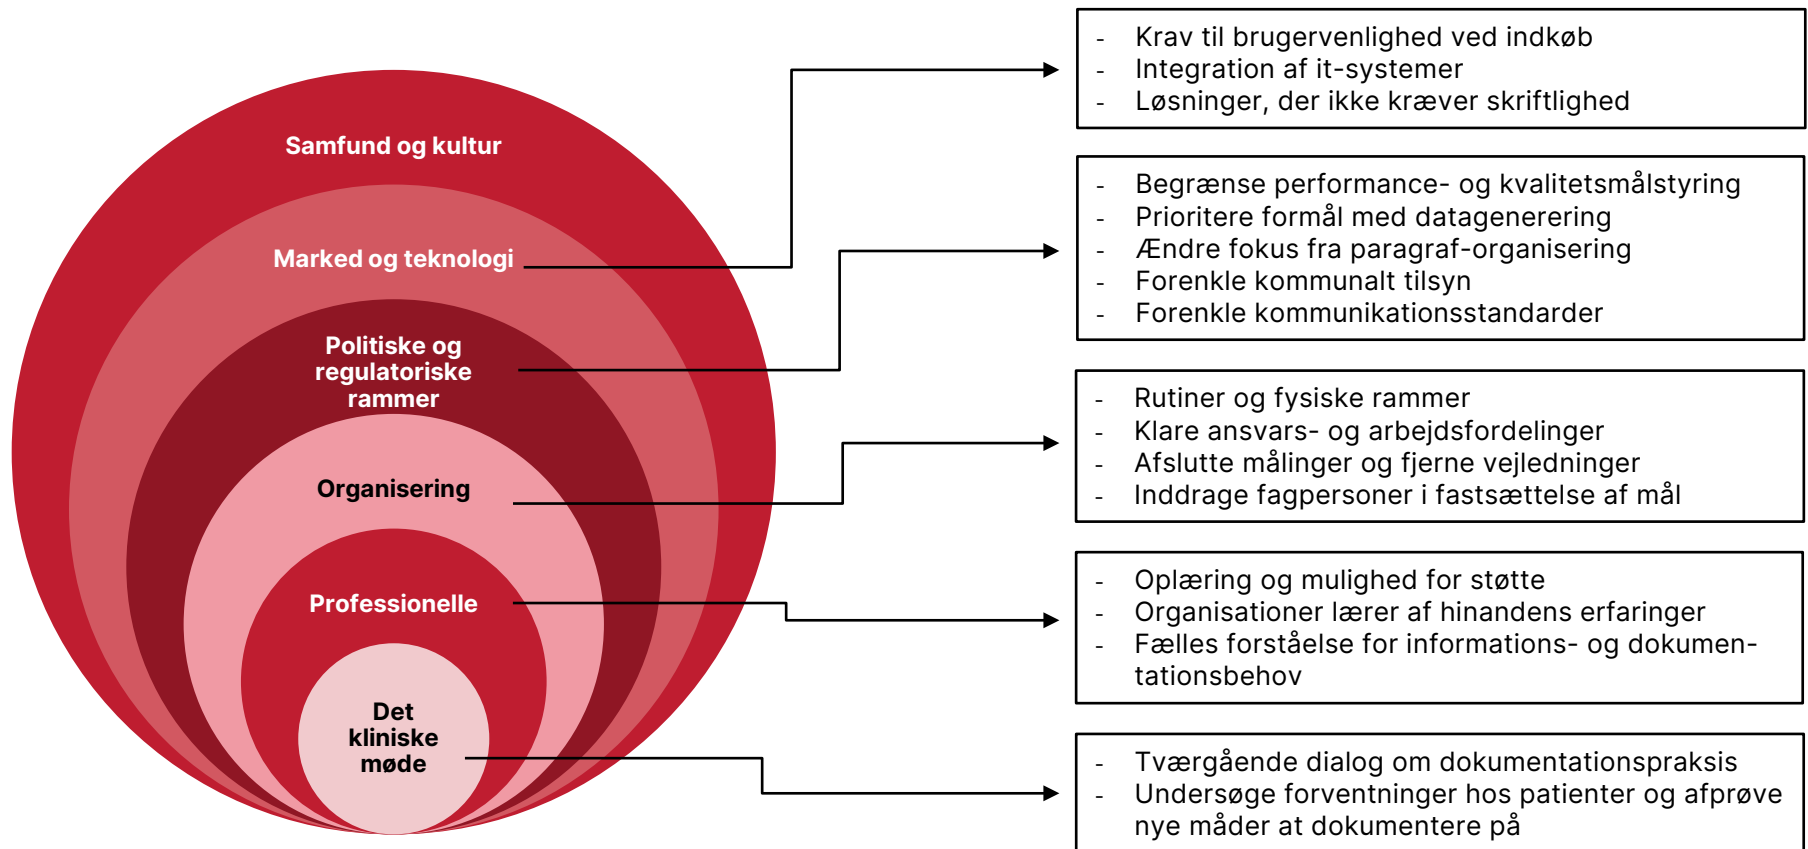 Samfund og kultur
Marked og teknologi
Politiske og
regulatoriske
rammer
Organisering
Professionelle
Det
kliniske
møde
- Krav til brugervenlighed ved indkøb
- Integration af it-systemer
- Løsninger, der ikke kræver skriftlighed
- Begrænse performance- og kvalitetsmålstyring
- Prioritere formål med datagenerering
- Ændre fokus fra paragraf-organisering
- Forenkle kommunalt tilsyn
- Forenkle kommunikationsstandarder
- Rutiner og fysiske rammer
- Klare ansvars- og arbejdsfordelinger
- Afslutte målinger og fjerne vejledninger
- Inddrage fagpersoner i fastsættelse af mål
- Oplæring og mulighed for støtte
- Organisationer lærer af hinandens erfaringer
- Fælles forståelse for informations- og dokumen-
tationsbehov
- Tværgående dialog om dokumentationspraksis
- Undersøge forventninger hos patienter og afprøve
nye måder at dokumentere på